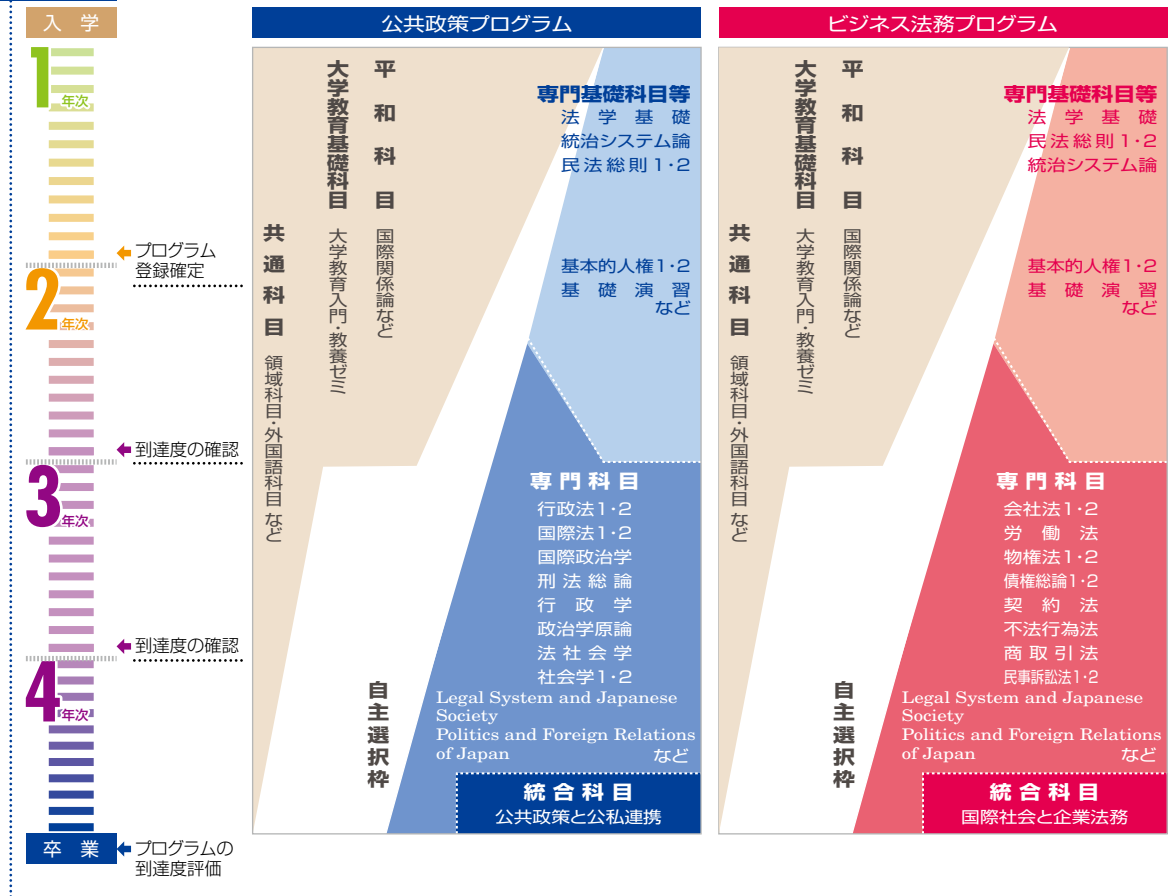 入学
1年次
プログラム
登録確定
2年次
到達度の確認
3年次
到達度の確認
4年次
卒業
プログラムの
到達度評価
公共政策プログラム
平和科目 国際関係論など
大学教育基礎科目 大学教育入門・教養ゼミ
共通科目 領域科目・外国語科目 など
専門基礎科目等
法学基礎
統治システム論
民法総則1・2
基本的人権1・2
基礎演習
など
専門科目
行政法1・2
国際法1・2
国際政治学
刑法総論
行政学
政治学原論
法社会学
社会学1・2
Legal System and Japanese
Society
Politics and Foreign Relations
of Japan など
自主選択枠
統合科目
公共政策と公私連携
ビジネス法務プログラム
平和科目 国際関係論など
大学教育基礎科目 大学教育入門・教養ゼミ
共通科目 領域科目・外国語科目 など
専門基礎科目等
法学基礎
民法総則1・2
統治システム論
基本的人権1・2
基礎演習
など
専門科目
会社法1・2
労働法
物権法1・2
債権総論1・2
契約法
不法行為法
商取引法
民事訴訟法1・2
Legal System and Japanese
Society
Politics and Foreign Relations
of Japan など
自主選択枠
統合科目
国際社会と企業法務